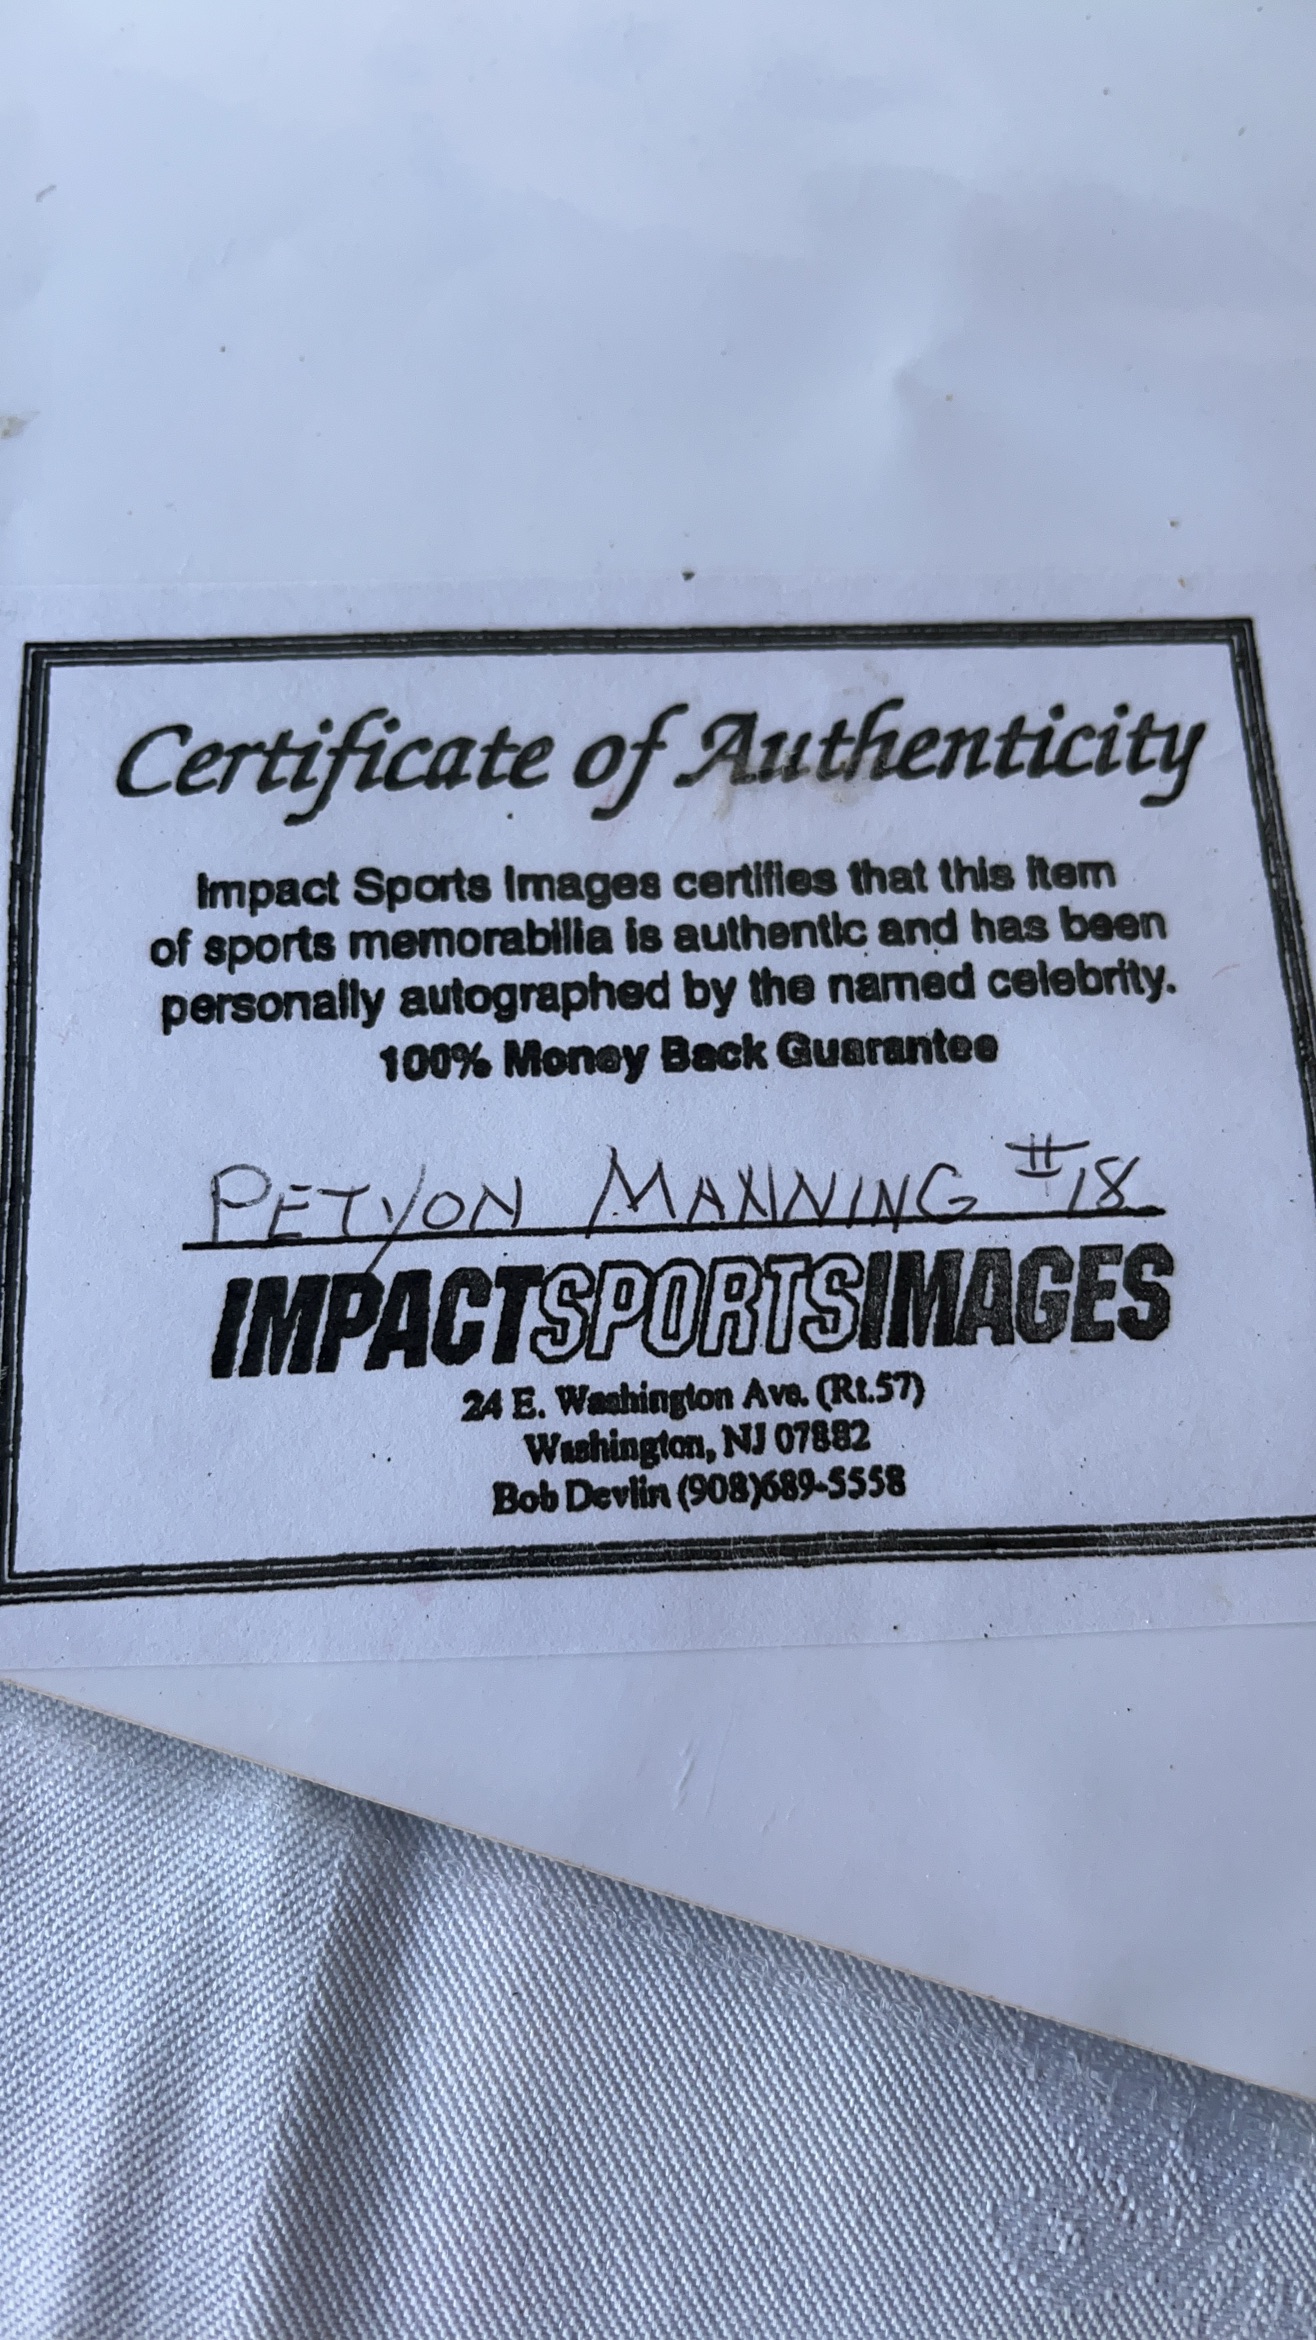 Certificate of Authenticity
Impact Sports Images certifies that this item
of sports memorabilia is authentic and has been
personally autographed by the named celebrity.
100% Money Back Guarantee
PETYON MANNING #18
IMPACTSPORTSIMAGES
24 E. Washington Ave. (Rt.57)
Washington, NJ 07882
Bob Devlin (908)689-5558